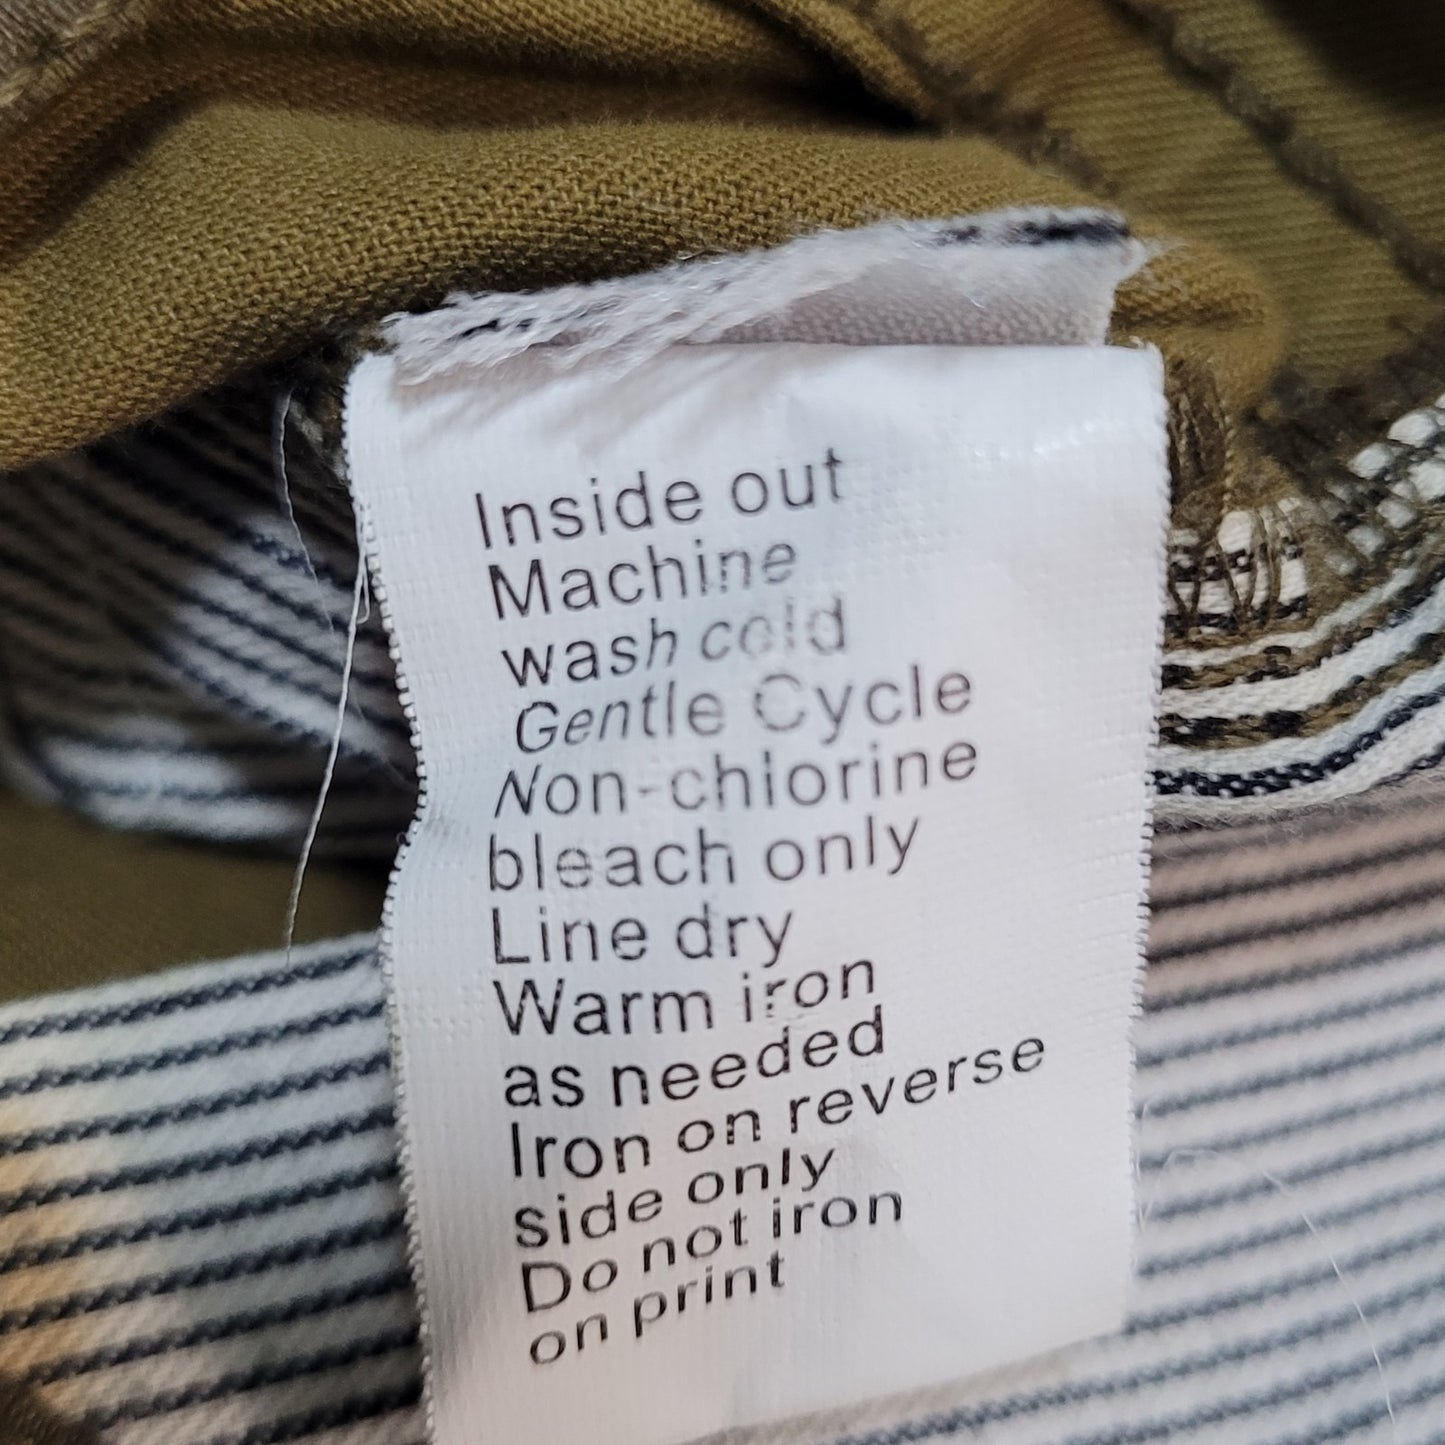 Inside out
Machine
wash cold
Gentle Cycle
Non-chlorine
bleach only
Line dry
Warm iron
as needed
Iron on reverse
side only
Do not iron
on print